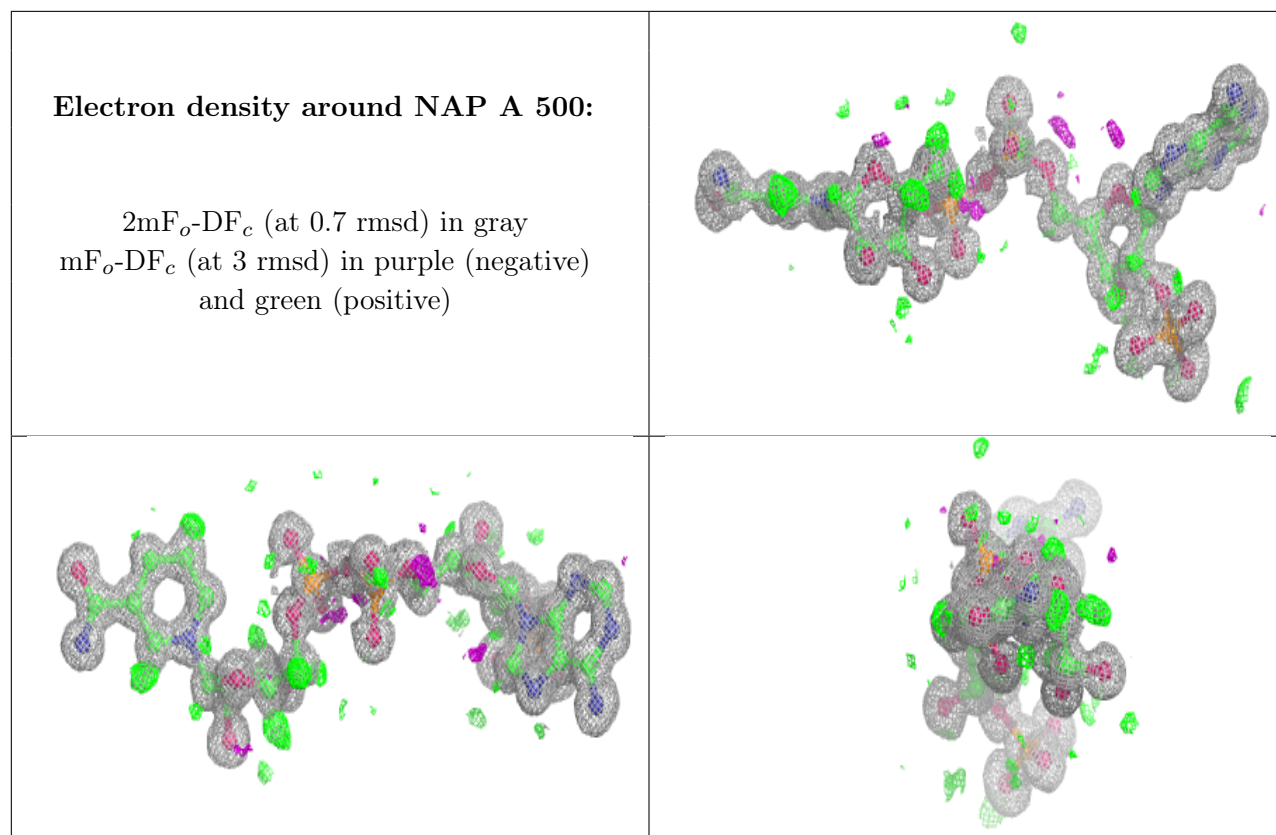 Electron density around NAP A 500:
2mFo-DFc (at 0.7 rmsd) in gray
mFo-DFc (at 3 rmsd) in purple (negative)
and green (positive)